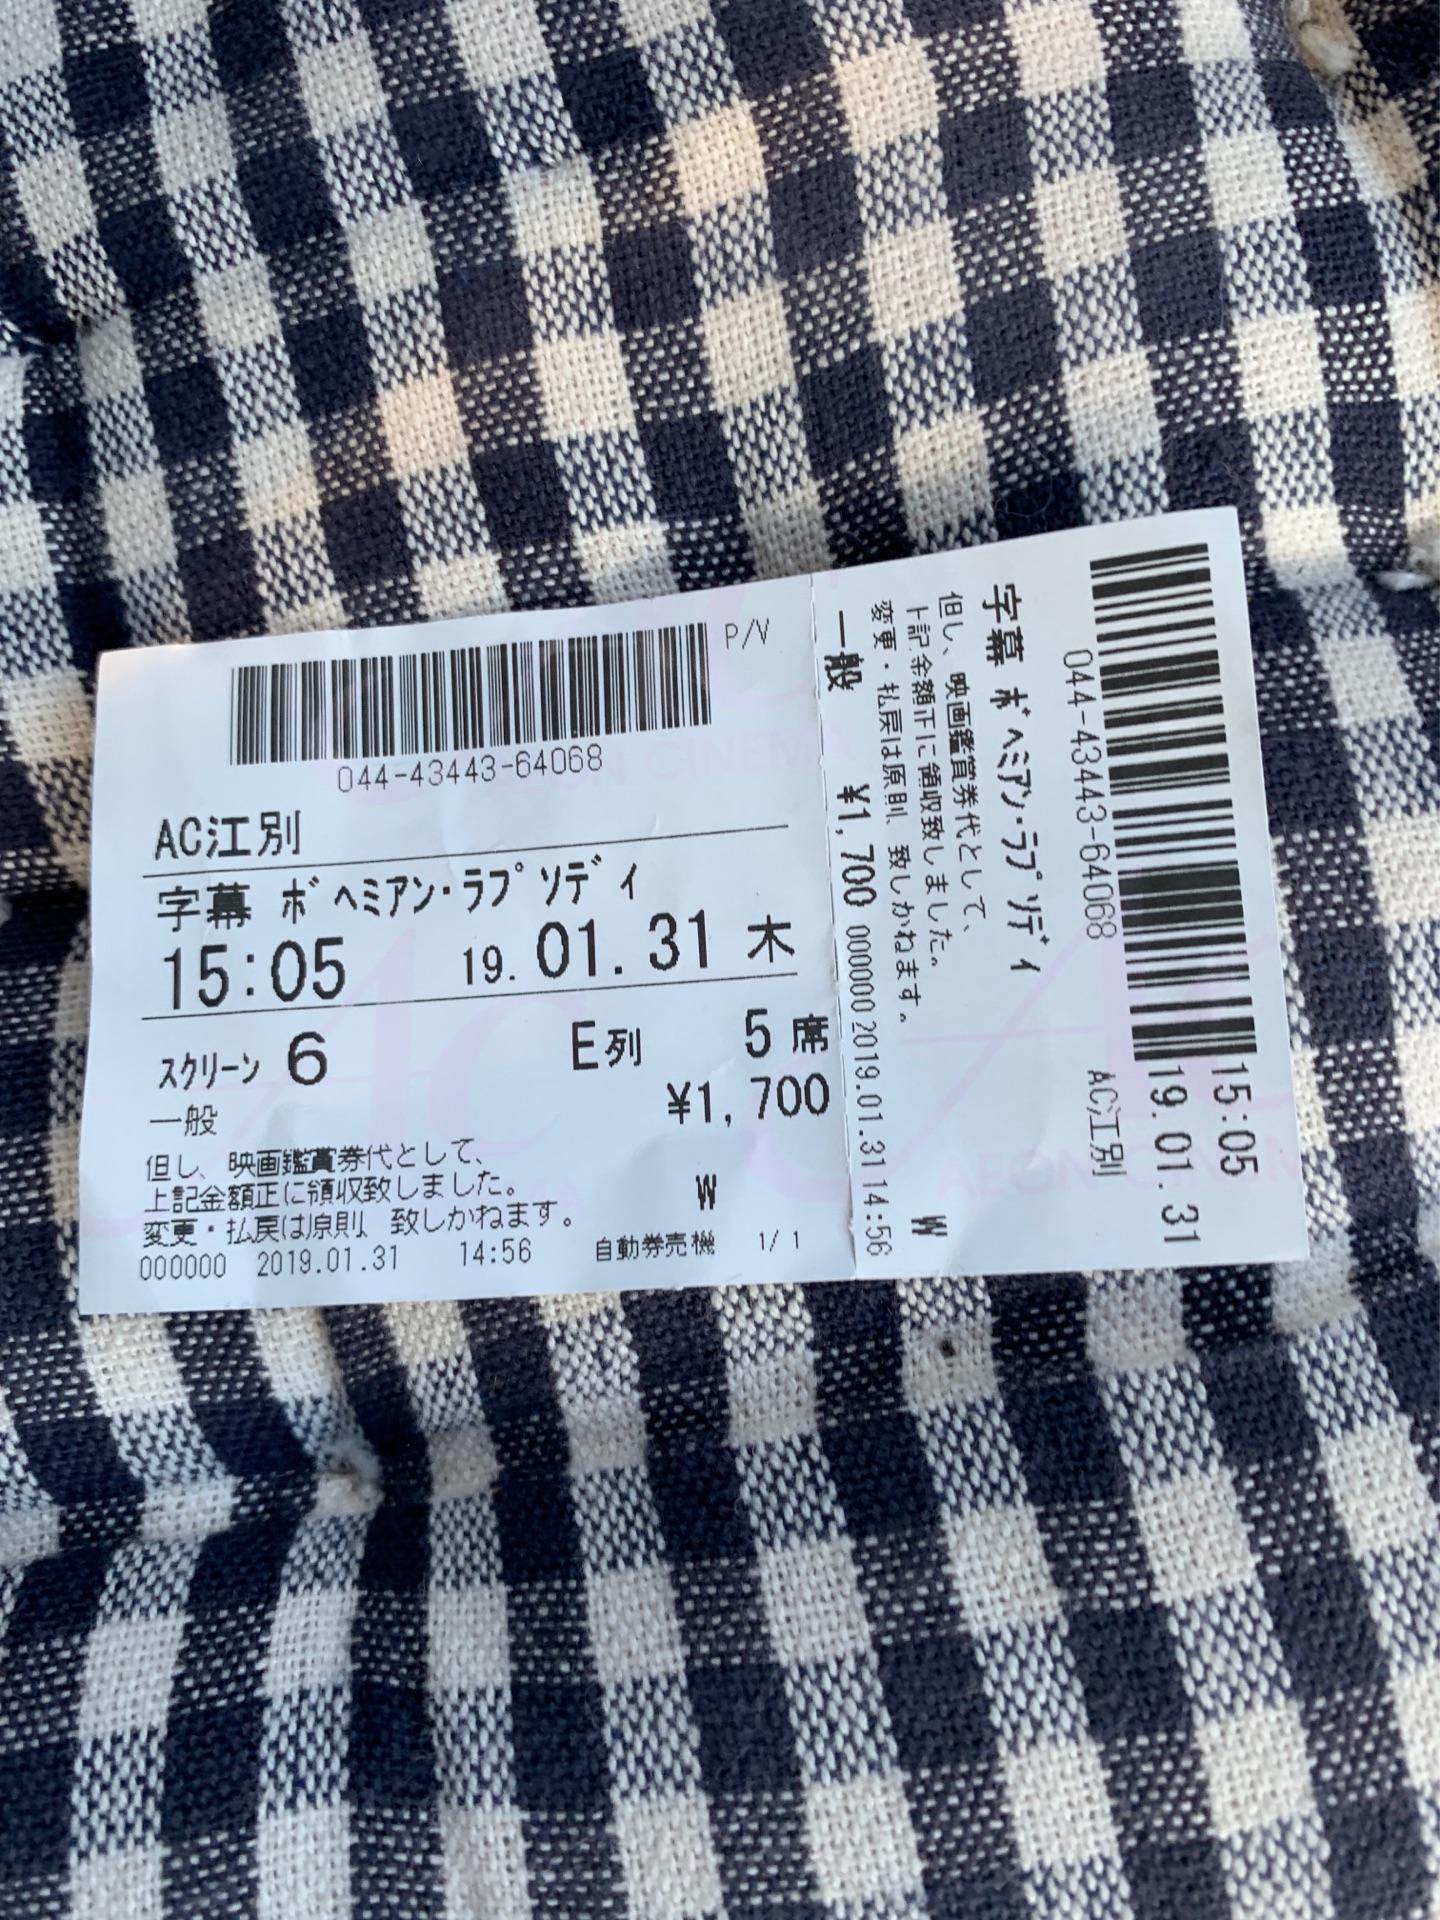 P/V
044-43443-64068
AC江別
字幕 ﾎﾞﾍﾐｱﾝ･ﾗﾌﾟｿﾃﾞｨ
15:05 19. 01. 31 木
ｽｸﾘｰﾝ 6 E列 5 席
一般 ¥1,700
但し、映画鑑賞券代として、
上記金額正に領収致しました。
変更・払戻は原則、致しかねます。
W
000000 2019.01.31 14:56 自動券売機 1/ 1
15:05
19.01.31
AC江別
044-43443-64068
字幕 ﾎﾞﾍﾐｱﾝ･ﾗﾌﾟｿﾃﾞｨ
但し、映画鑑賞券代として、
上記金額正に領収致しました。
変更・払戻は原則、致しかねます。
W
一般 ¥1,700 000000 2019.01.31 14:56
AEON CINEMA